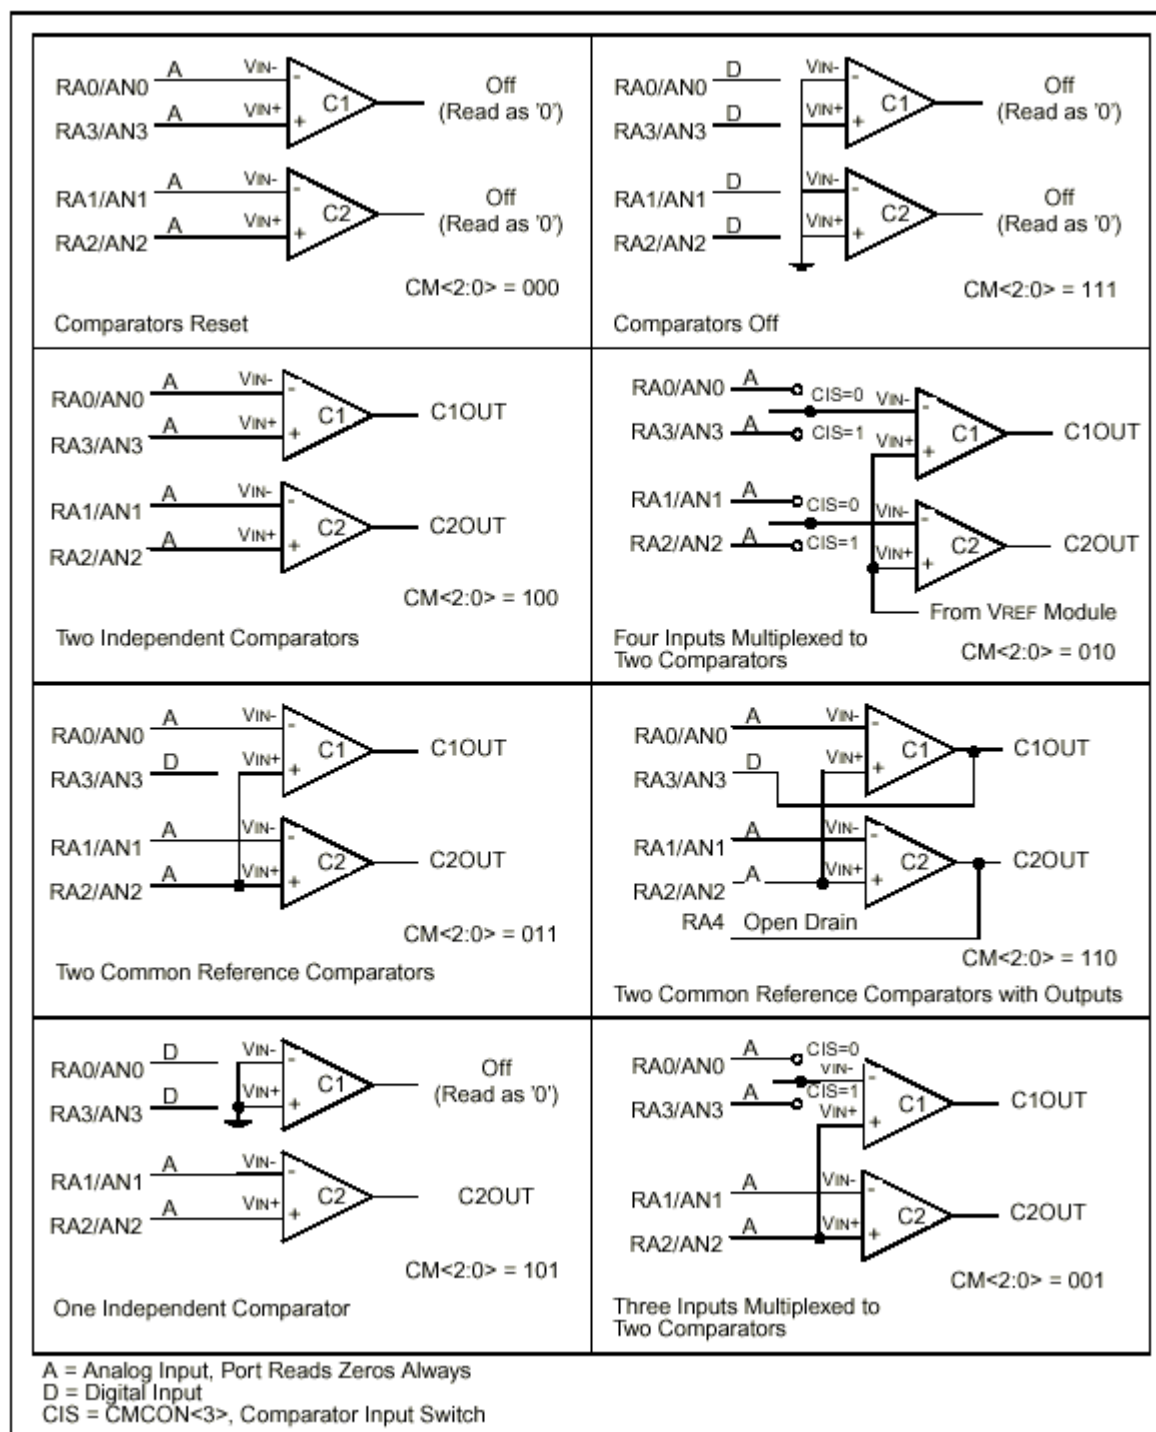 A VIN-
RA0/AN0 - Off
C1 (Read as '0')
A VIN+
RA3/AN3 +
A VIN-
RA1/AN1 - Off
C2 (Read as '0')
A VIN+
RA2/AN2 +
CM<2:0> = 000
Comparators Reset
D VIN-
RA0/AN0 - Off
C1 (Read as '0')
D VIN+
RA3/AN3 +
D VIN-
RA1/AN1 - Off
C2 (Read as '0')
D VIN+
RA2/AN2 +
CM<2:0> = 111
Comparators Off
A VIN-
RA0/AN0 -
C1 C1OUT
A VIN+
RA3/AN3 +
A VIN-
RA1/AN1 -
C2 C2OUT
A VIN+
RA2/AN2 +
CM<2:0> = 100
Two Independent Comparators
RA0/AN0 A CIS=0 VIN-
-
C1 C1OUT
RA3/AN3 A CIS=1 VIN+
+
RA1/AN1 A CIS=0 VIN-
-
C2 C2OUT
RA2/AN2 A CIS=1 VIN+
+
From VREF Module
Four Inputs Multiplexed to
Two Comparators
CM<2:0> = 010
A VIN-
RA0/AN0 -
C1 C1OUT
D VIN+
RA3/AN3 +
A VIN-
RA1/AN1 -
C2 C2OUT
A VIN+
RA2/AN2 +
CM<2:0> = 011
Two Common Reference Comparators
A VIN-
RA0/AN0 -
C1 C1OUT
D VIN+
RA3/AN3 +
A VIN-
RA1/AN1 -
C2 C2OUT
A VIN+
RA2/AN2 +
RA4 Open Drain
CM<2:0> = 110
Two Common Reference Comparators with Outputs
D VIN-
RA0/AN0 - Off
C1 (Read as '0')
D VIN+
RA3/AN3 +
A VIN-
RA1/AN1 -
C2 C2OUT
A VIN+
RA2/AN2 +
CM<2:0> = 101
One Independent Comparator
RA0/AN0 A CIS=0
VIN- -
C1 C1OUT
RA3/AN3 A CIS=1
VIN+ +
A VIN-
RA1/AN1 -
C2 C2OUT
A VIN+
RA2/AN2 +
CM<2:0> = 001
Three Inputs Multiplexed to
Two Comparators
A = Analog Input, Port Reads Zeros Always
D = Digital Input
CIS = CMCON<3>, Comparator Input Switch